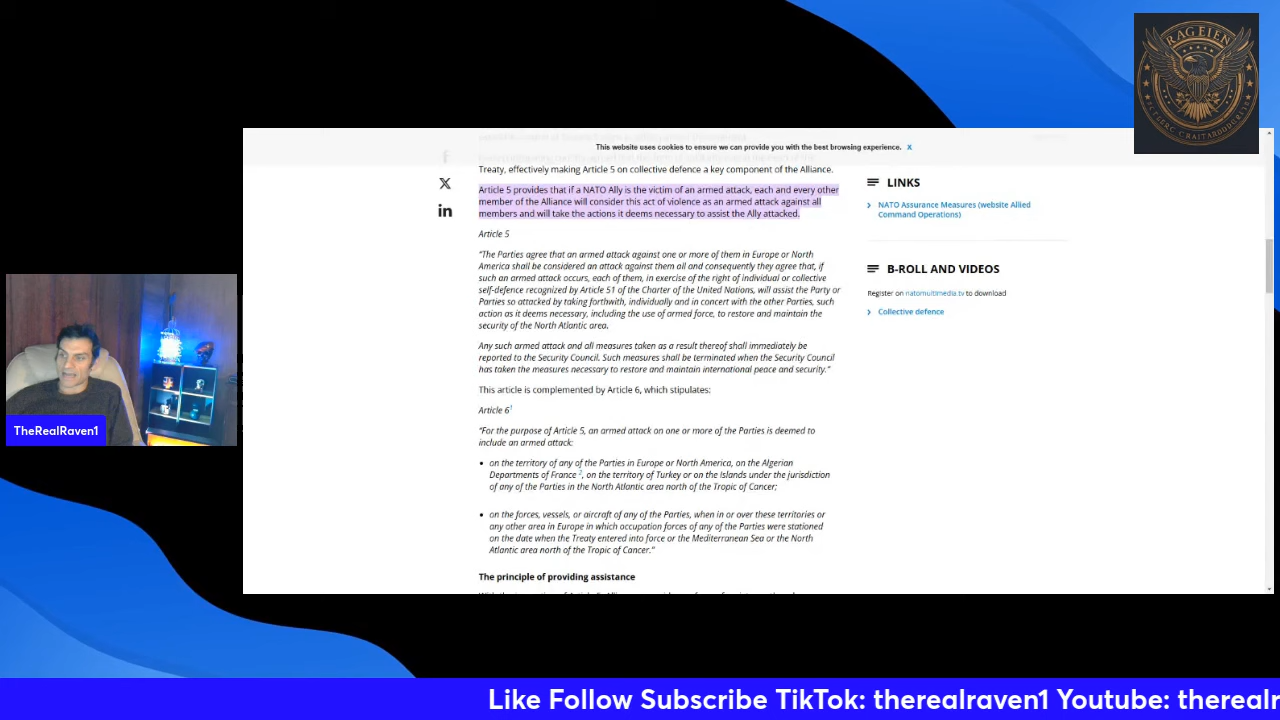 RAGEIEN
This website uses cookies to ensure we can provide you with the best browsing experience. X
Treaty, effectively making Article 5 on collective defence a key component of the Alliance.
Article 5 provides that if a NATO Ally is the victim of an armed attack, each and every other
member of the Alliance will consider this act of violence as an armed attack against all
members and will take the actions it deems necessary to assist the Ally attacked.
Article 5
“The Parties agree that an armed attack against one or more of them in Europe or North
America shall be considered an attack against them all and consequently they agree that, if
such an armed attack occurs, each of them, in exercise of the right of individual or collective
self-defence recognized by Article 51 of the Charter of the United Nations, will assist the Party or
Parties so attacked by taking forthwith, individually and in concert with the other Parties, such
action as it deems necessary, including the use of armed force, to restore and maintain the
security of the North Atlantic area.
Any such armed attack and all measures taken as a result thereof shall immediately be
reported to the Security Council. Such measures shall be terminated when the Security Council
has taken the measures necessary to restore and maintain international peace and security.”
This article is complemented by Article 6, which stipulates:
Article 6¹
“For the purpose of Article 5, an armed attack on one or more of the Parties is deemed to
include an armed attack:
• on the territory of any of the Parties in Europe or North America, on the Algerian
Departments of France ², on the territory of Turkey or on the Islands under the jurisdiction
of any of the Parties in the North Atlantic area north of the Tropic of Cancer;
• on the forces, vessels, or aircraft of any of the Parties, when in or over these territories or
any other area in Europe in which occupation forces of any of the Parties were stationed
on the date when the Treaty entered into force or the Mediterranean Sea or the North
Atlantic area north of the Tropic of Cancer.”
The principle of providing assistance
LINKS
NATO Assurance Measures (website Allied
Command Operations)
B-ROLL AND VIDEOS
Register on natomultimedia.tv to download
Collective defence
TheRealRaven1
Like Follow Subscribe TikTok: therealraven1 Youtube: therealr